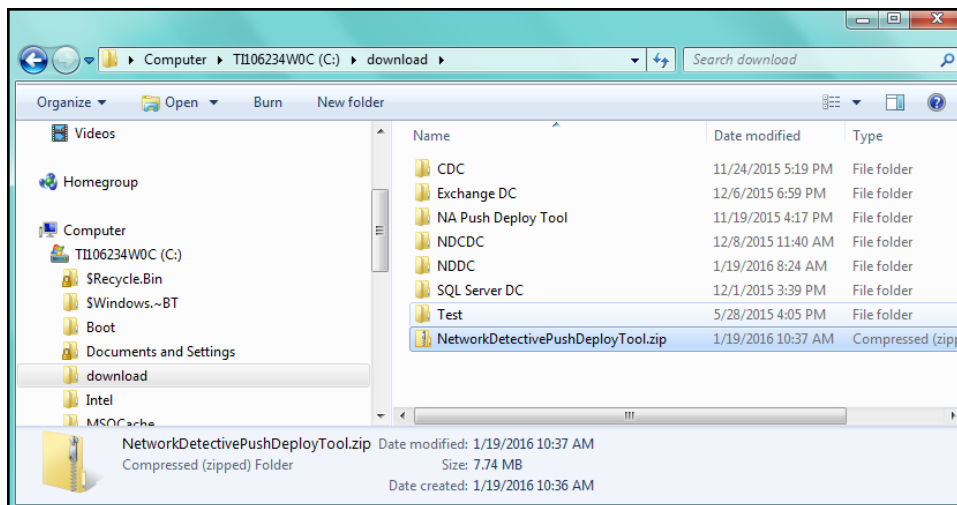 Computer TI106234W0C (C:) download
Search download
Organize Open Burn New folder
Videos
Homegroup
Computer
TI106234W0C (C:)
$Recycle.Bin
$Windows.~BT
Boot
Documents and Settings
download
Intel
MSOCache
Name Date modified Type
CDC 11/24/2015 5:19 PM File folder
Exchange DC 12/6/2015 6:59 PM File folder
NA Push Deploy Tool 11/19/2015 4:17 PM File folder
NDCDC 12/8/2015 11:40 AM File folder
NDDC 1/19/2016 8:24 AM File folder
SQL Server DC 12/1/2015 3:39 PM File folder
Test 5/28/2015 4:05 PM File folder
NetworkDetectivePushDeployTool.zip 1/19/2016 10:37 AM Compressed (zipp
NetworkDetectivePushDeployTool.zip Date modified: 1/19/2016 10:37 AM
Compressed (zipped) Folder Size: 7.74 MB
Date created: 1/19/2016 10:36 AM